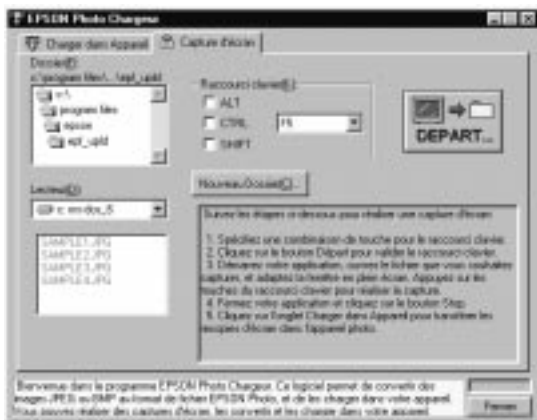 EPSON Photo Chargeur
Charger dans Appareil
Capture d'écran
Dossier(F):
c:\program files\...\ept_upld
c:\
program files
epson
ept_upld
Lecteur(D):
c: ms-dos_6
SAMPLE1.JPG
SAMPLE2.JPG
SAMPLE3.JPG
SAMPLE4.JPG
Raccourci clavier(K):
ALT
CTRL
SHIFT
DEPART...
Nouveau Dossier(C)...
Suivez les étapes ci-dessous pour réaliser une capture d'écran:
1. Spécifiez une combinaison de touche pour le raccourci clavier.
2. Cliquez sur le bouton Départ pour valider le raccourci clavier.
3. Démarrez votre application, ouvrez le fichier que vous souhaitez
capturer, et adaptez la fenêtre en plein écran. Appuyez sur les
touches du raccourci clavier pour réaliser la capture.
4. Fermez votre application et cliquez sur le bouton Stop.
5. Cliquez sur l'onglet Charger dans Appareil pour transférer les
recopies d'écran dans l'appareil photo.
Bienvenue dans le programme EPSON Photo Chargeur. Ce logiciel permet de convertir des
images JPEG ou BMP au format de fichier EPSON Photo, et de les charger dans votre appareil.
Vous pouvez réaliser des captures d'écran, les convertir et les charger dans votre appareil.
Fermer